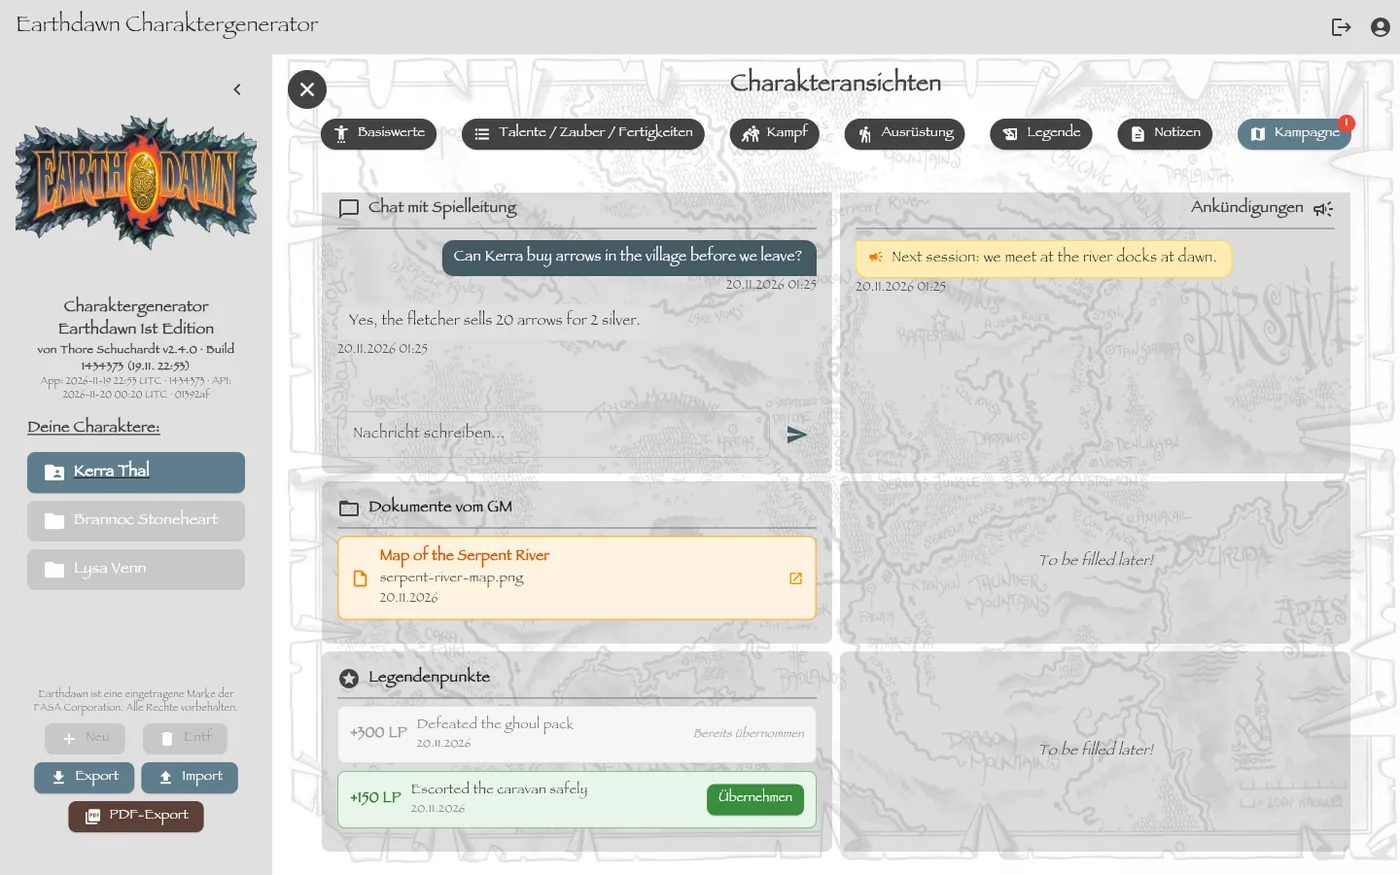 Earthdawn Charaktergenerator
EARTHDAWN
Charaktergenerator
Earthdawn 1st Edition
von Thore Schuchardt v2.4.0 · Build
1434373 (19.11. 22:53)
App: 2026-11-19 22:53 UTC · 1434373 · API:
2026-11-20 00:20 UTC · 01392af
Deine Charaktere:
Kerra Thal
Brannoc Stoneheart
Lysa Venn
Earthdawn ist eine eingetragene Marke der
FASA Corporation. Alle Rechte vorbehalten.
Neu
Entf
Export
Import
PDF-Export
Charakteransichten
Basiswerte
Talente / Zauber / Fertigkeiten
Kampf
Ausrüstung
Legende
Notizen
Kampagne
1
Chat mit Spielleitung
Can Kerra buy arrows in the village before we leave?
20.11.2026 01:25
Yes, the fletcher sells 20 arrows for 2 silver.
20.11.2026 01:25
Nachricht schreiben...
Ankündigungen
Next session: we meet at the river docks at dawn.
20.11.2026 01:25
BARSAIVE
Dokumente vom GM
Map of the Serpent River
serpent-river-map.png
20.11.2026
To be filled later!
THUNDER
MOUNTAINS
Legendenpunkte
+300 LP
Defeated the ghoul pack
20.11.2026
Bereits übernommen
+150 LP
Escorted the caravan safely
20.11.2026
Übernehmen
To be filled later!
DRAGON
MOUNTAINS